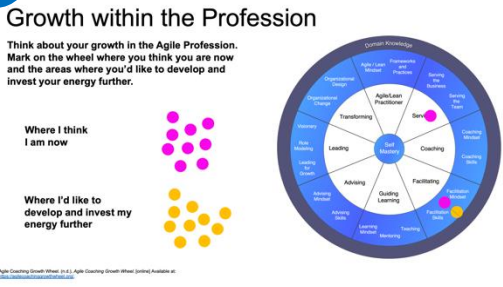 Growth within the Profession
Think about your growth in the Agile Profession.
Mark on the wheel where you think you are now
and the areas where you'd like to develop and
invest your energy further.
Where I think
I am now
Where I'd like to
develop and invest my
energy further
Domain Knowledge
Agile / Lean
Mindset
Frameworks
and
Practices
Serving
the
Business
Serving
the
Team
Coaching
Mindset
Coaching
Skills
Facilitation
Mindset
Facilitation
Skills
Teaching
Mentoring
Learning
Mindset
Advising
Skills
Advising
Mindset
Leading
for
Growth
Role
Modeling
Visionary
Organizational
Change
Organizational
Design
Agile/Lean
Practitioner
Coaching
Facilitating
Guiding
Learning
Advising
Leading
Transforming
Self
Mastery
Agile Coaching Growth Wheel. (n.d.). Agile Coaching Growth Wheel. [online] Available at: